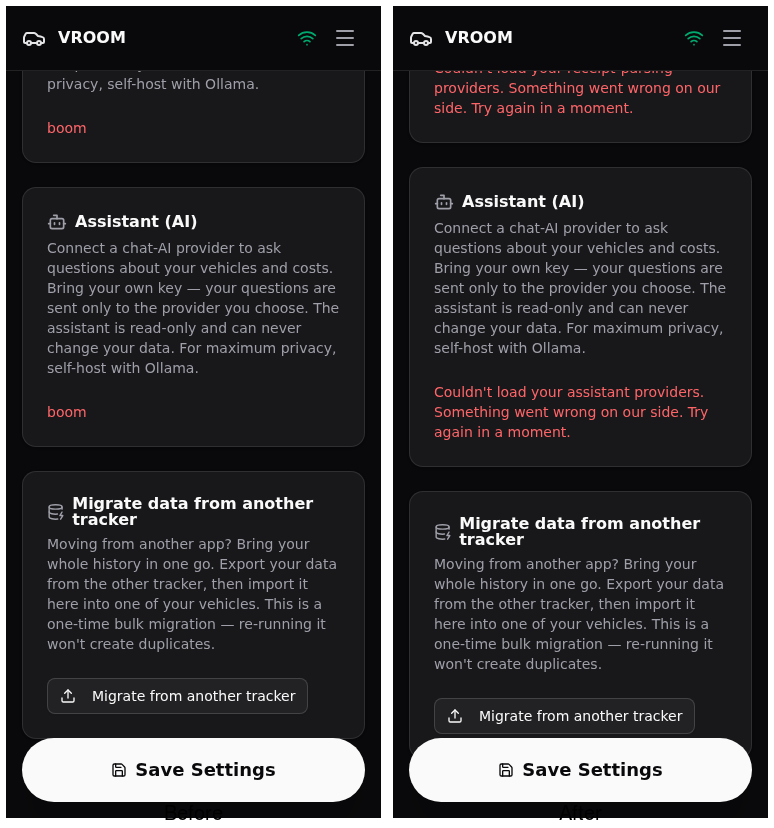 VROOM
privacy, self-host with Ollama.
boom
Assistant (AI)
Connect a chat-AI provider to ask
questions about your vehicles and costs.
Bring your own key — your questions are
sent only to the provider you choose. The
assistant is read-only and can never
change your data. For maximum privacy,
self-host with Ollama.
boom
Migrate data from another
tracker
Moving from another app? Bring your
whole history in one go. Export your data
from the other tracker, then import it
here into one of your vehicles. This is a
one-time bulk migration — re-running it
won't create duplicates.
Migrate from another tracker
Save Settings
Before
VROOM
Couldn't load your receipt parsing
providers. Something went wrong on our
side. Try again in a moment.
Assistant (AI)
Connect a chat-AI provider to ask
questions about your vehicles and costs.
Bring your own key — your questions are
sent only to the provider you choose. The
assistant is read-only and can never
change your data. For maximum privacy,
self-host with Ollama.
Couldn't load your assistant providers.
Something went wrong on our side. Try
again in a moment.
Migrate data from another
tracker
Moving from another app? Bring your
whole history in one go. Export your data
from the other tracker, then import it
here into one of your vehicles. This is a
one-time bulk migration — re-running it
won't create duplicates.
Migrate from another tracker
Save Settings
After